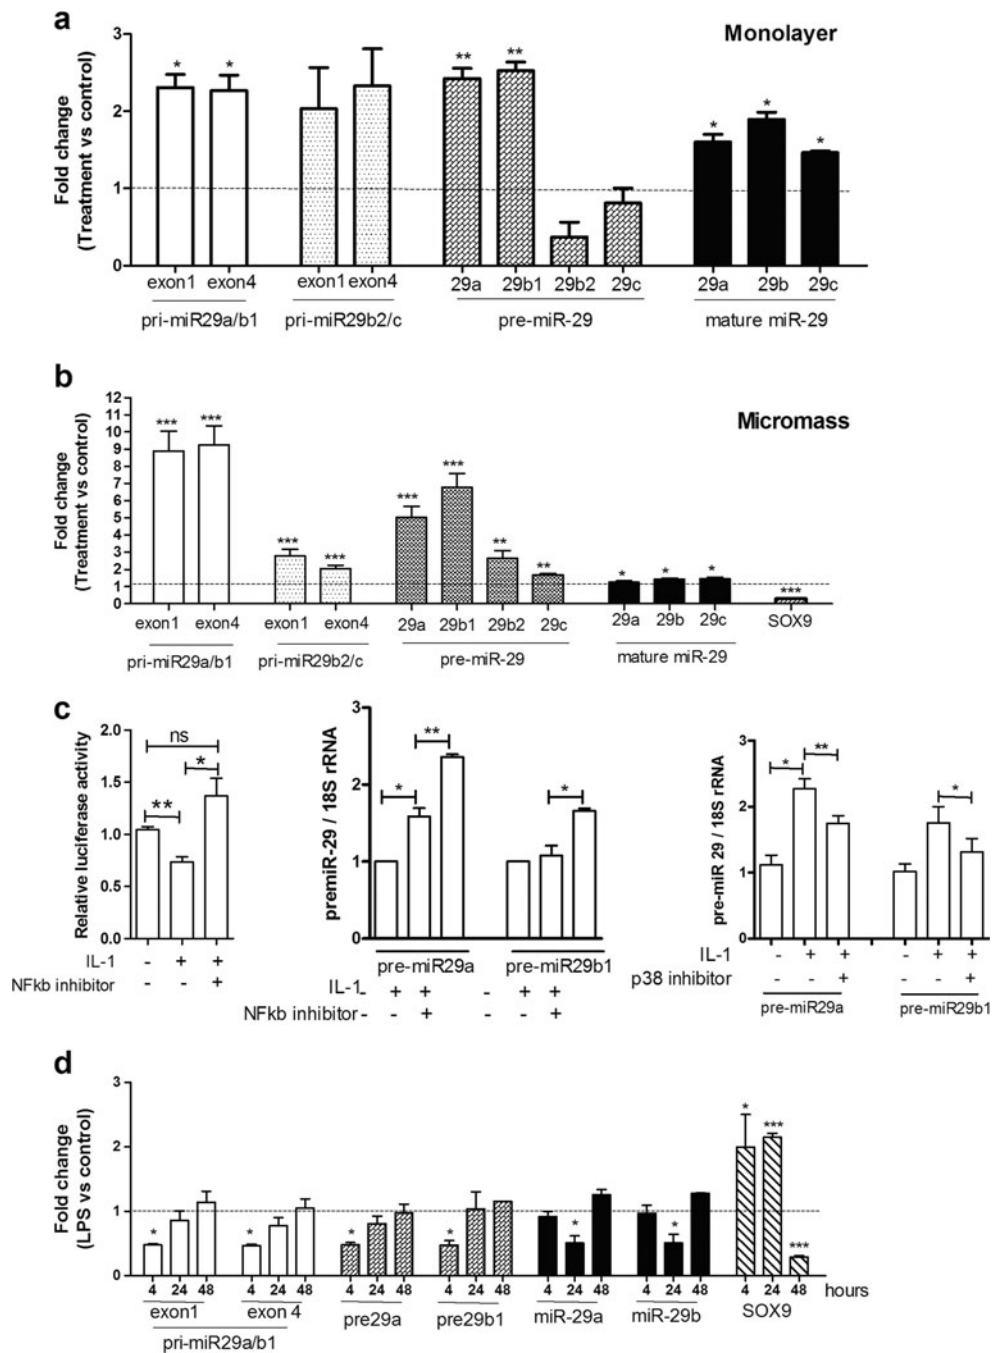 a
Monolayer
Fold change
(Treatment vs control)
3
2
1
0
* * ** ** * * *
exon1 exon4 exon1 exon4 29a 29b1 29b2 29c 29a 29b 29c
pri-miR29a/b1 pri-miR29b2/c pre-miR-29 mature miR-29
b
Micromass
Fold change
(Treatment vs control)
12
11
10
9
8
7
6
5
4
3
2
1
0
*** *** *** *** *** *** ** ** * * * ***
exon1 exon4 exon1 exon4 29a 29b1 29b2 29c 29a 29b 29c SOX9
pri-miR29a/b1 pri-miR29b2/c pre-miR-29 mature miR-29
c
Relative luciferase activity
2.0
1.5
1.0
0.5
0.0
ns
*
**
IL-1 - + +
NFkb inhibitor - - +
premiR-29 / 18S rRNA
3
2
1
0
* ** *
pre-miR29a pre-miR29b1
IL-1 - + + - + +
NFkb inhibitor - - + - - +
pre-miR 29 / 18S rRNA
3
2
1
0
* ** *
IL-1 - + + - + +
p38 inhibitor - - + - - +
pre-miR29a pre-miR29b1
d
Fold change
(LPS vs control)
3
2
1
0
* * * * * * * *** ***
4 24 48 4 24 48 4 24 48 4 24 48 4 24 48 4 24 48 4 24 48 hours
exon1 exon 4 pre29a pre29b1 miR-29a miR-29b SOX9
pri-miR29a/b1